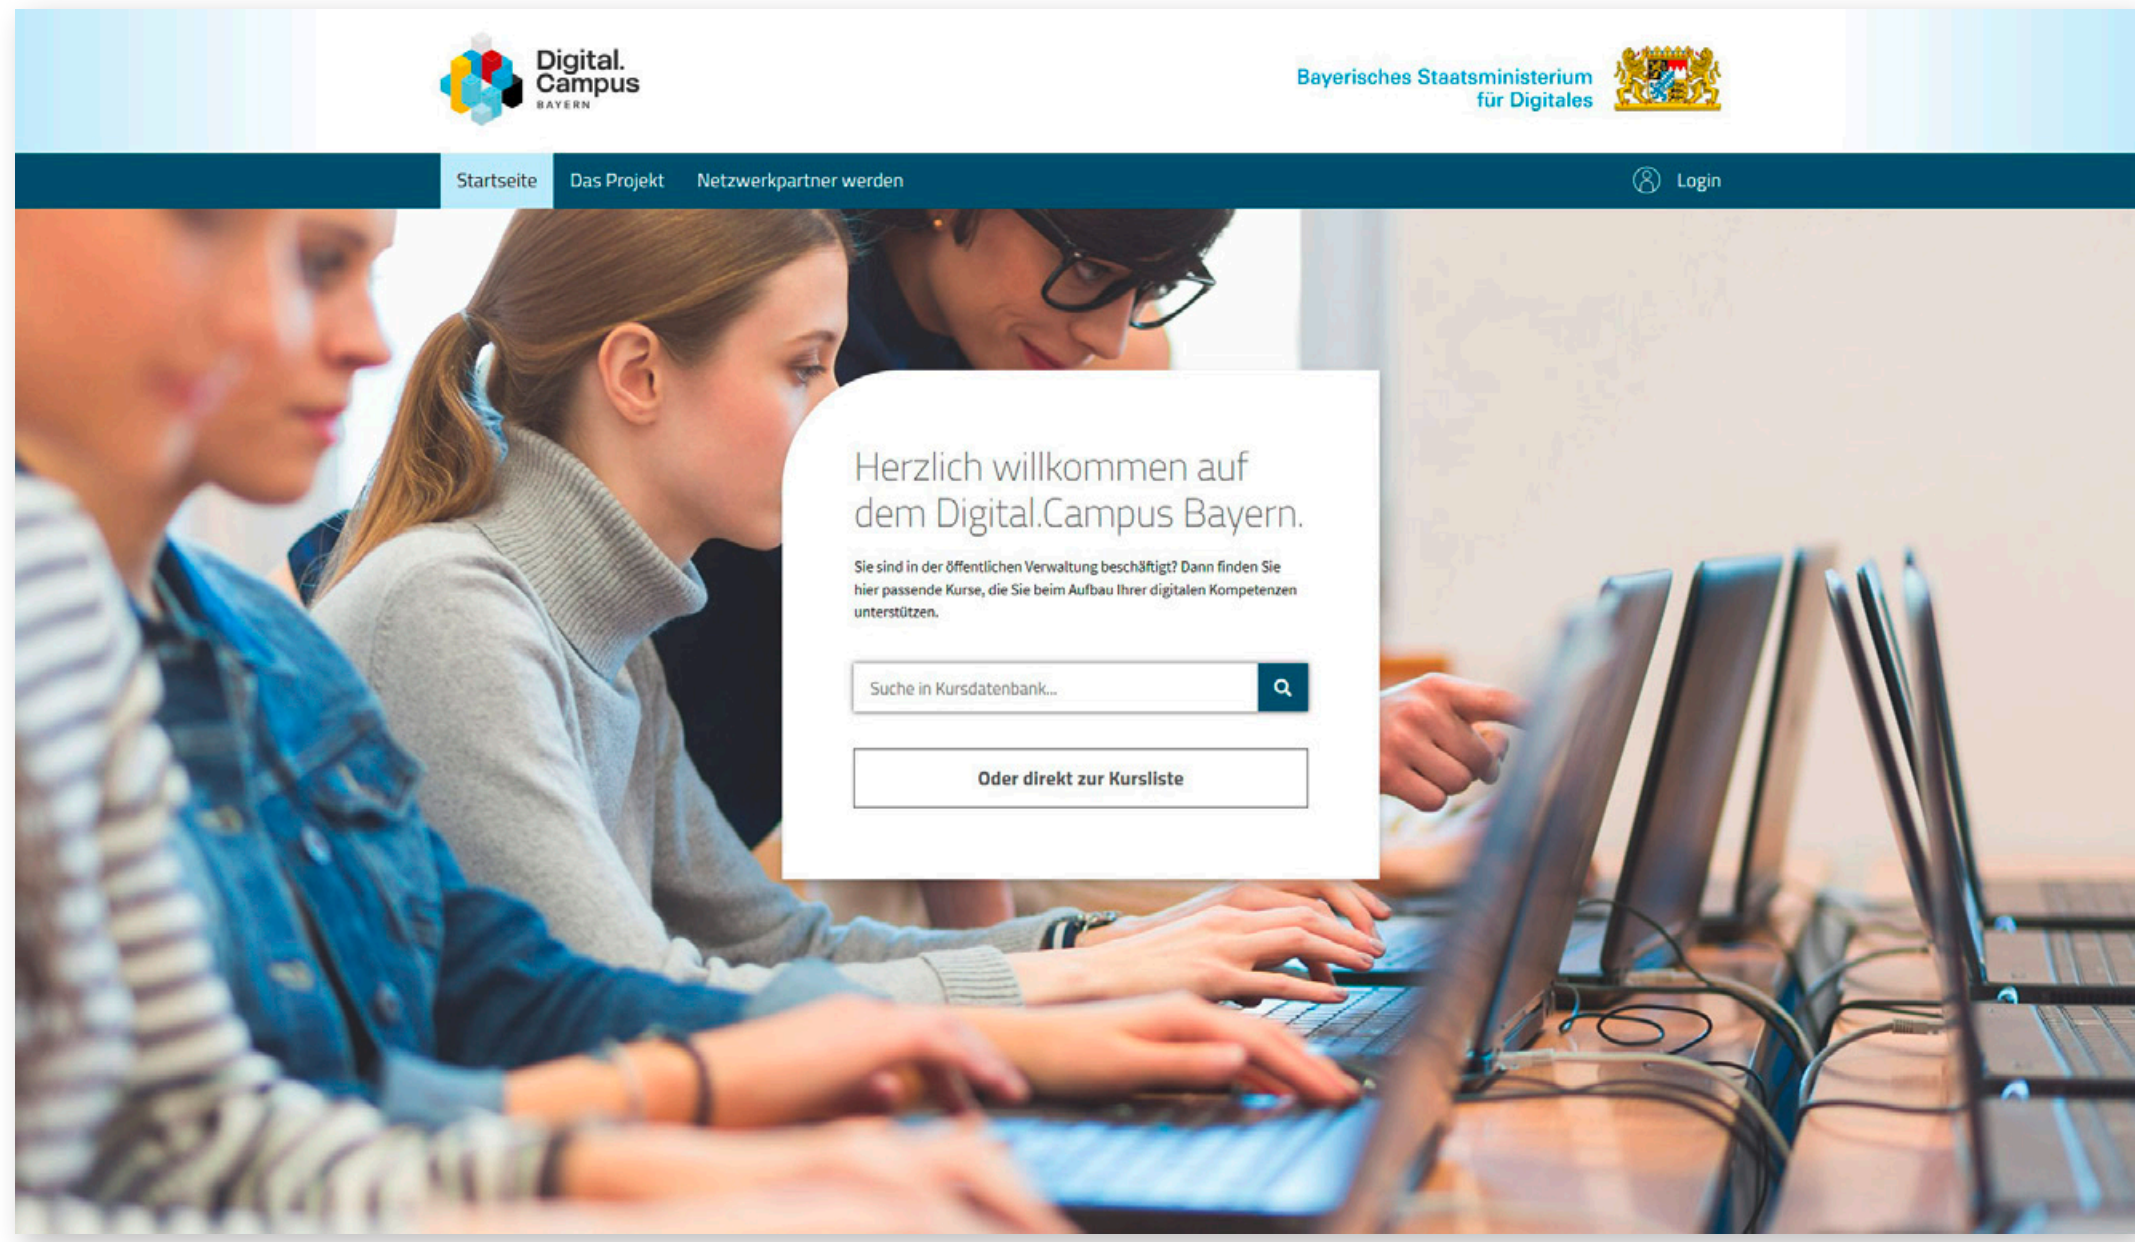 Digital.
Campus
BAYERN
Bayerisches Staatsministerium
für Digitales
Startseite
Das Projekt
Netzwerkpartner werden
Login
Herzlich willkommen auf
dem Digital.Campus Bayern.
Sie sind in der öffentlichen Verwaltung beschäftigt? Dann finden Sie
hier passende Kurse, die Sie beim Aufbau Ihrer digitalen Kompetenzen
unterstützen.
Suche in Kursdatenbank...
Oder direkt zur Kursliste